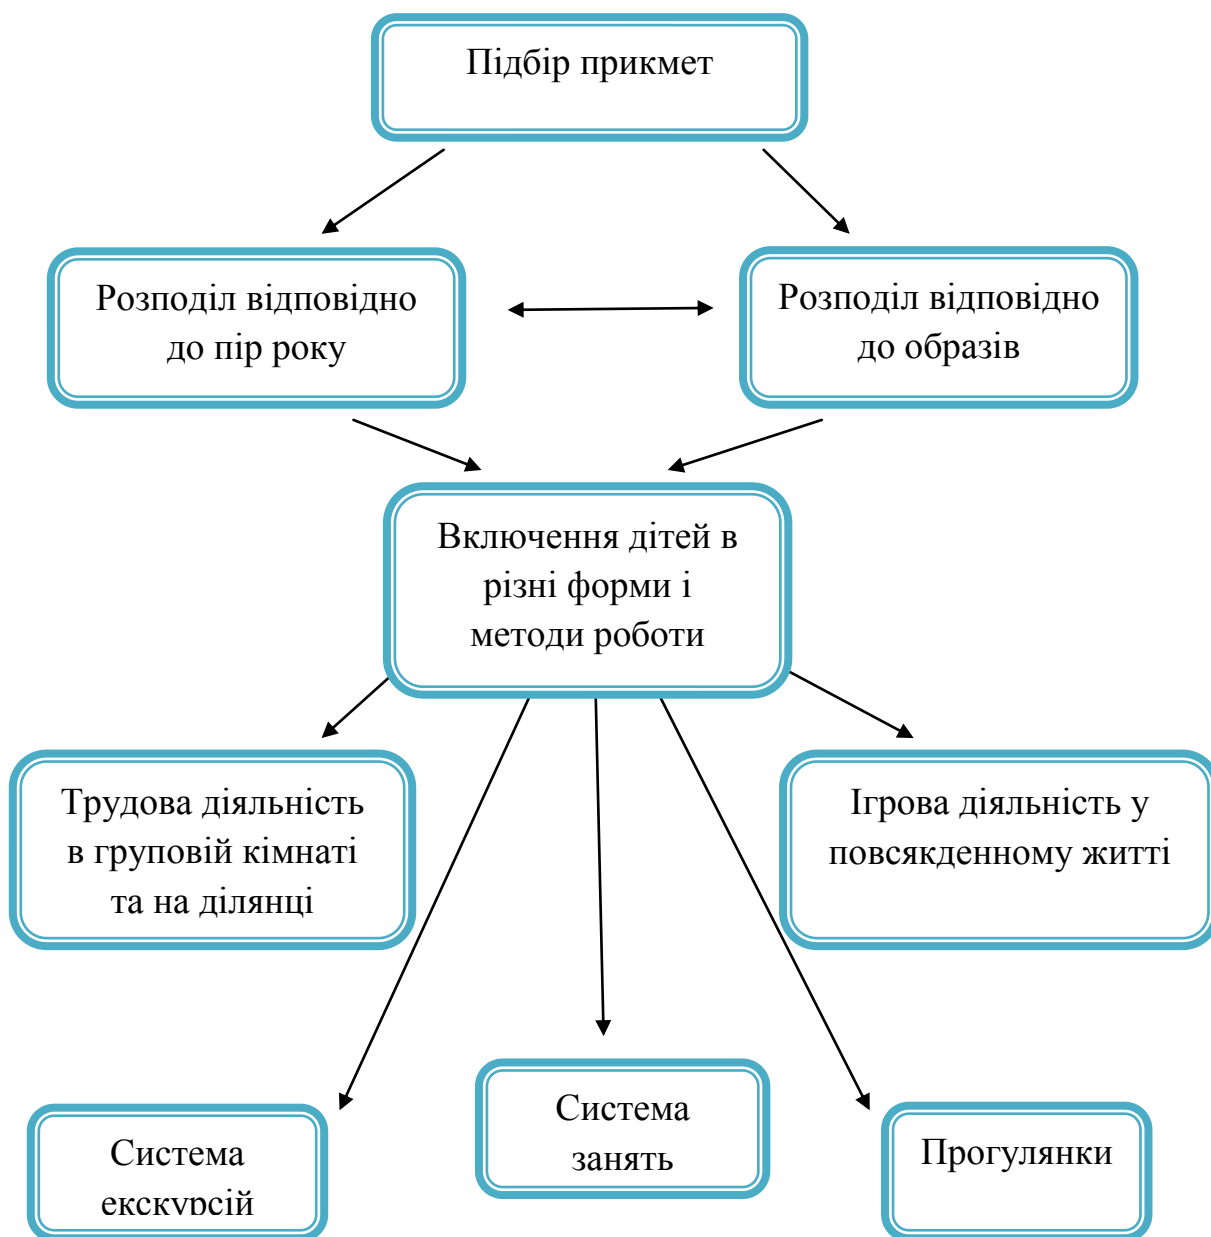 Підбір прикмет
Розподіл відповідно
до пір року
Розподіл відповідно
до образів
Включення дітей в
різні форми і
методи роботи
Трудова діяльність
в груповій кімнаті
та на ділянці
Ігрова діяльність у
повсякденному житті
Система
екскурсій
Система
занять
Прогулянки